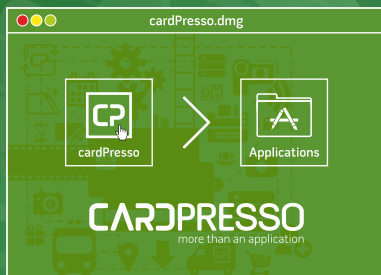 cardPresso.dmg
CP
cardPresso
Applications
CARDPRESSO
more than an application